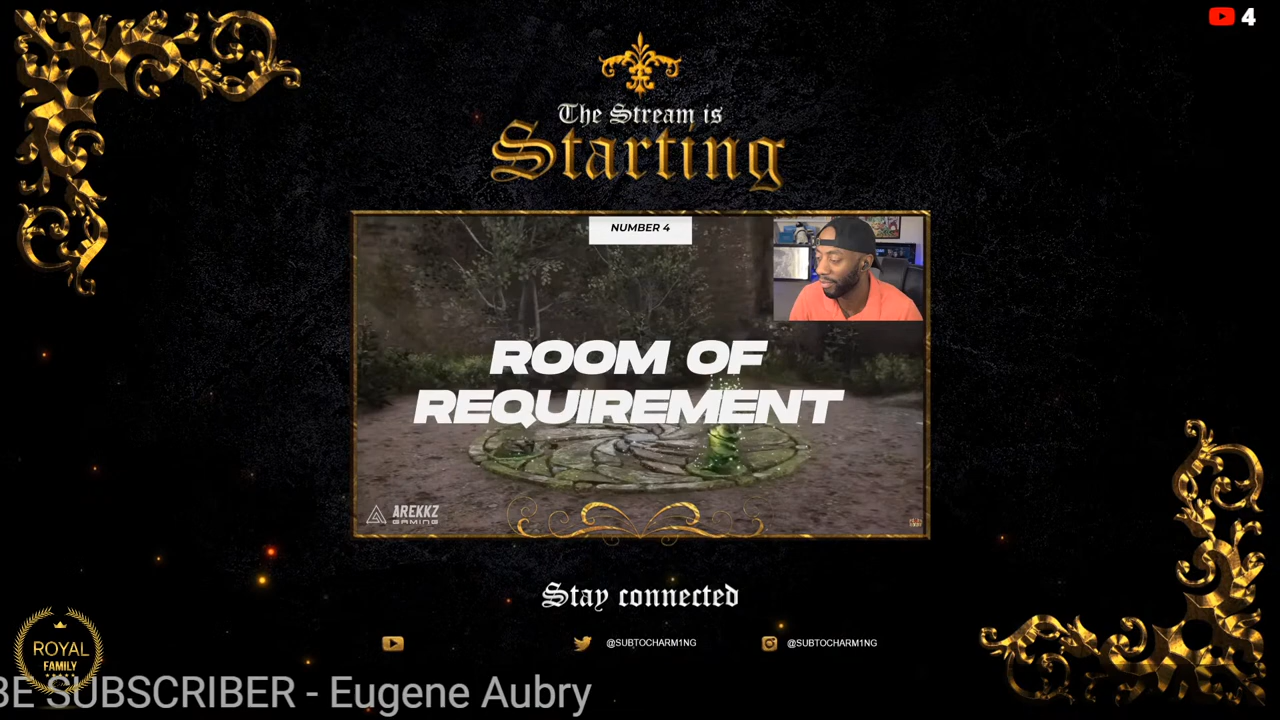 4
The Stream is
Starting
NUMBER 4
ROOM OF
REQUIREMENT
AREKKZ
GAMING
Stay connected
@SUBTOCHARM1NG
@SUBTOCHARM1NG
ROYAL
FAMILY
BE SUBSCRIBER - Eugene Aubry